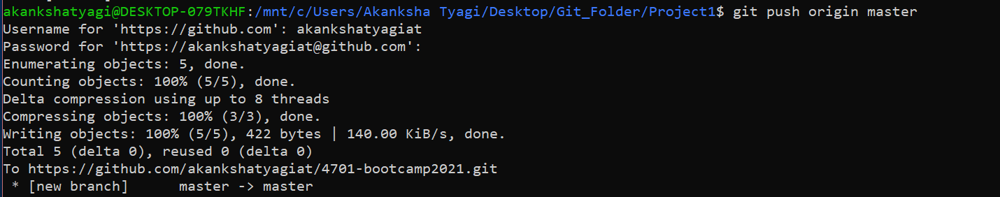 akankshatyagi@DESKTOP-079TKHF:/mnt/c/Users/Akanksha Tyagi/Desktop/Git_Folder/Project1$ git push origin master
Username for 'https://github.com': akankshatyagiat
Password for 'https://akankshatyagiat@github.com':
Enumerating objects: 5, done.
Counting objects: 100% (5/5), done.
Delta compression using up to 8 threads
Compressing objects: 100% (3/3), done.
Writing objects: 100% (5/5), 422 bytes | 140.00 KiB/s, done.
Total 5 (delta 0), reused 0 (delta 0)
To https://github.com/akankshatyagiat/4701-bootcamp2021.git
 * [new branch]      master -> master